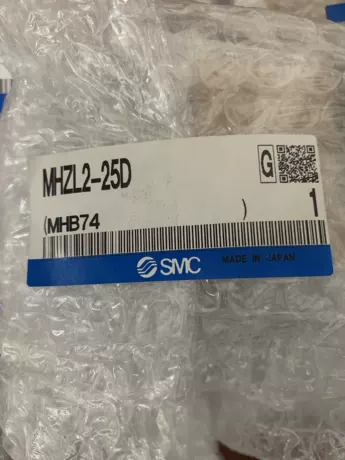 MHZL2-25D
G
(MHB74 )
1
SMC
MADE IN JAPAN